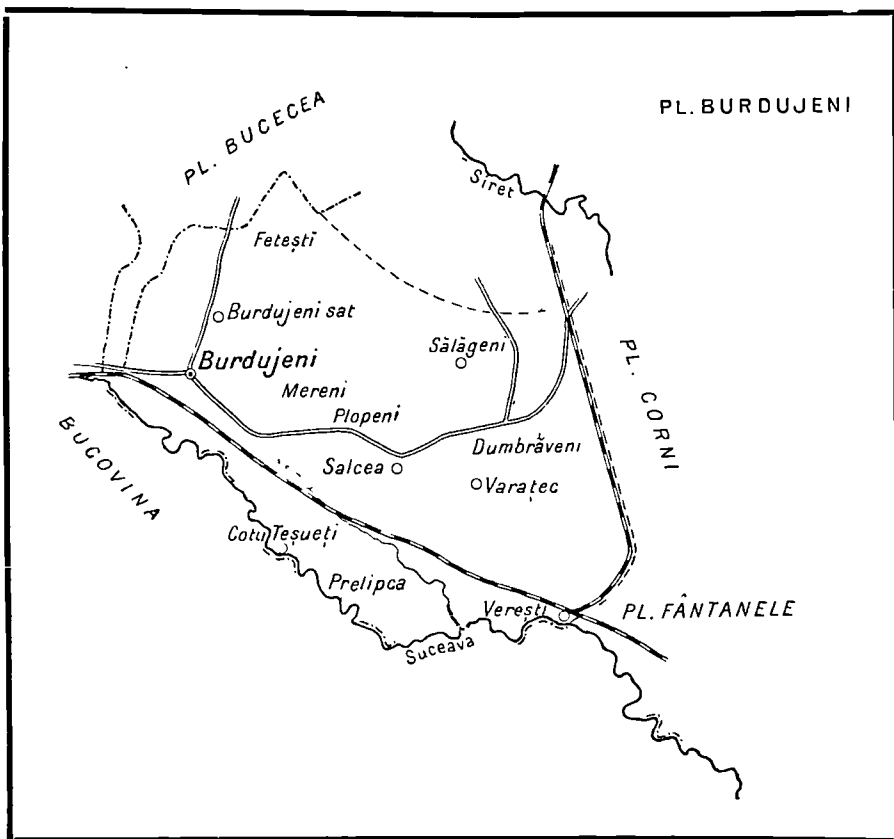 PL. BURDUJENI
PL. BUCECEA
Siret
Fetești
Burdujeni sat
Burdujeni
Sălăgeni
Mereni
Plopeni
PL. CORNI
Dumbrăveni
Salcea
Varațec
BUCOVINA
Cotu Teșueți
Prelipca
Verești
PL. FÂNTANELE
Suceava